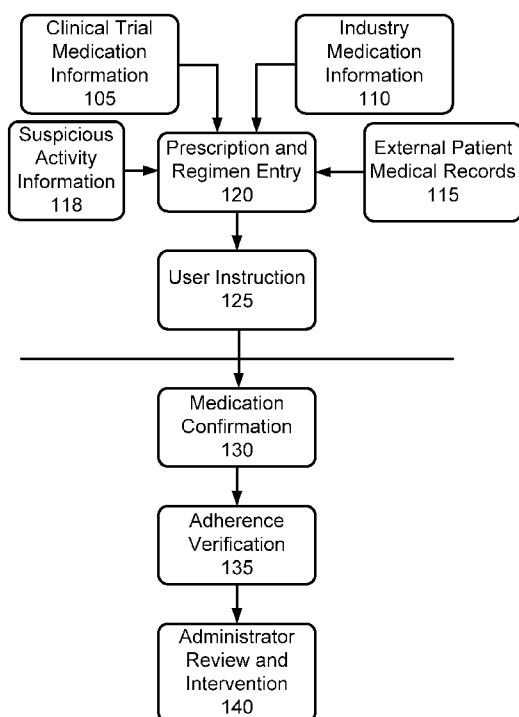 Clinical Trial
Medication
Information
105
Industry
Medication
Information
110
Suspicious
Activity
Information
118
Prescription and
Regimen Entry
120
External Patient
Medical Records
115
User Instruction
125
Medication
Confirmation
130
Adherence
Verification
135
Administrator
Review and
Intervention
140